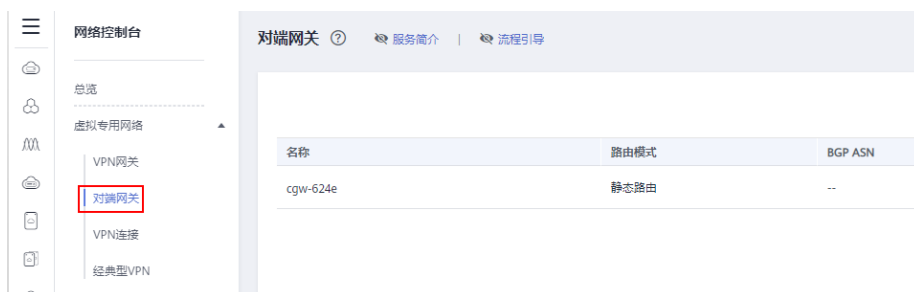 网络控制台
对端网关 ? 服务简介 | 流程引导
总览
虚拟专用网络
VPN网关
对端网关
VPN连接
经典型VPN
名称 路由模式 BGP ASN
cgw-624e 静态路由 --